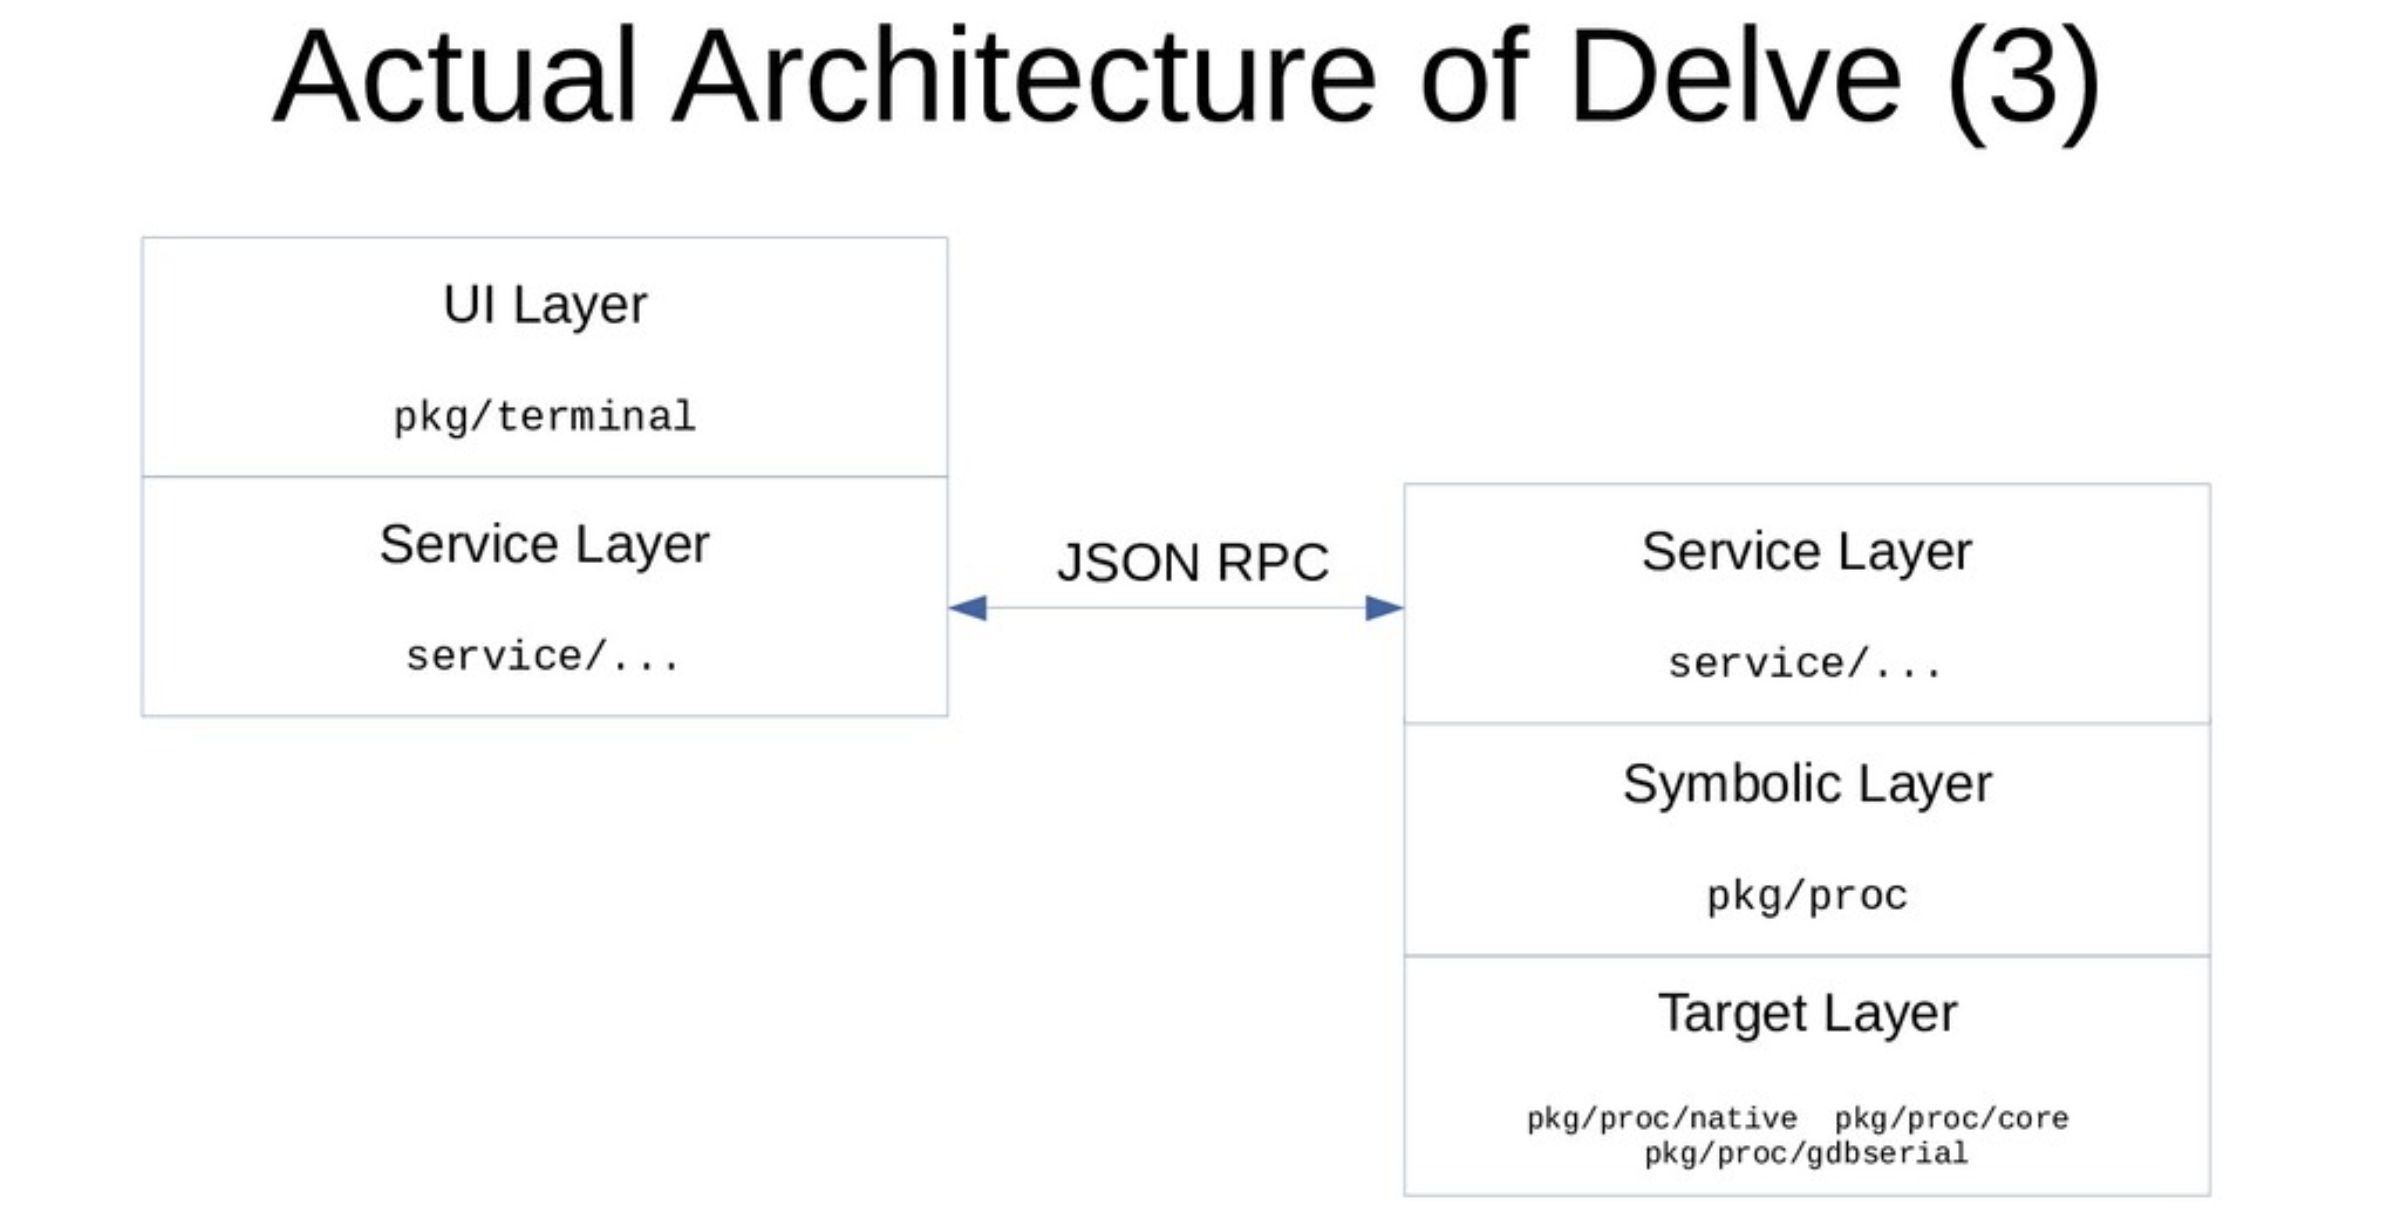 Actual Architecture of Delve (3)
UI Layer
pkg/terminal
Service Layer
service/...
JSON RPC
Service Layer
service/...
Symbolic Layer
pkg/proc
Target Layer
pkg/proc/native pkg/proc/core
pkg/proc/gdbserial